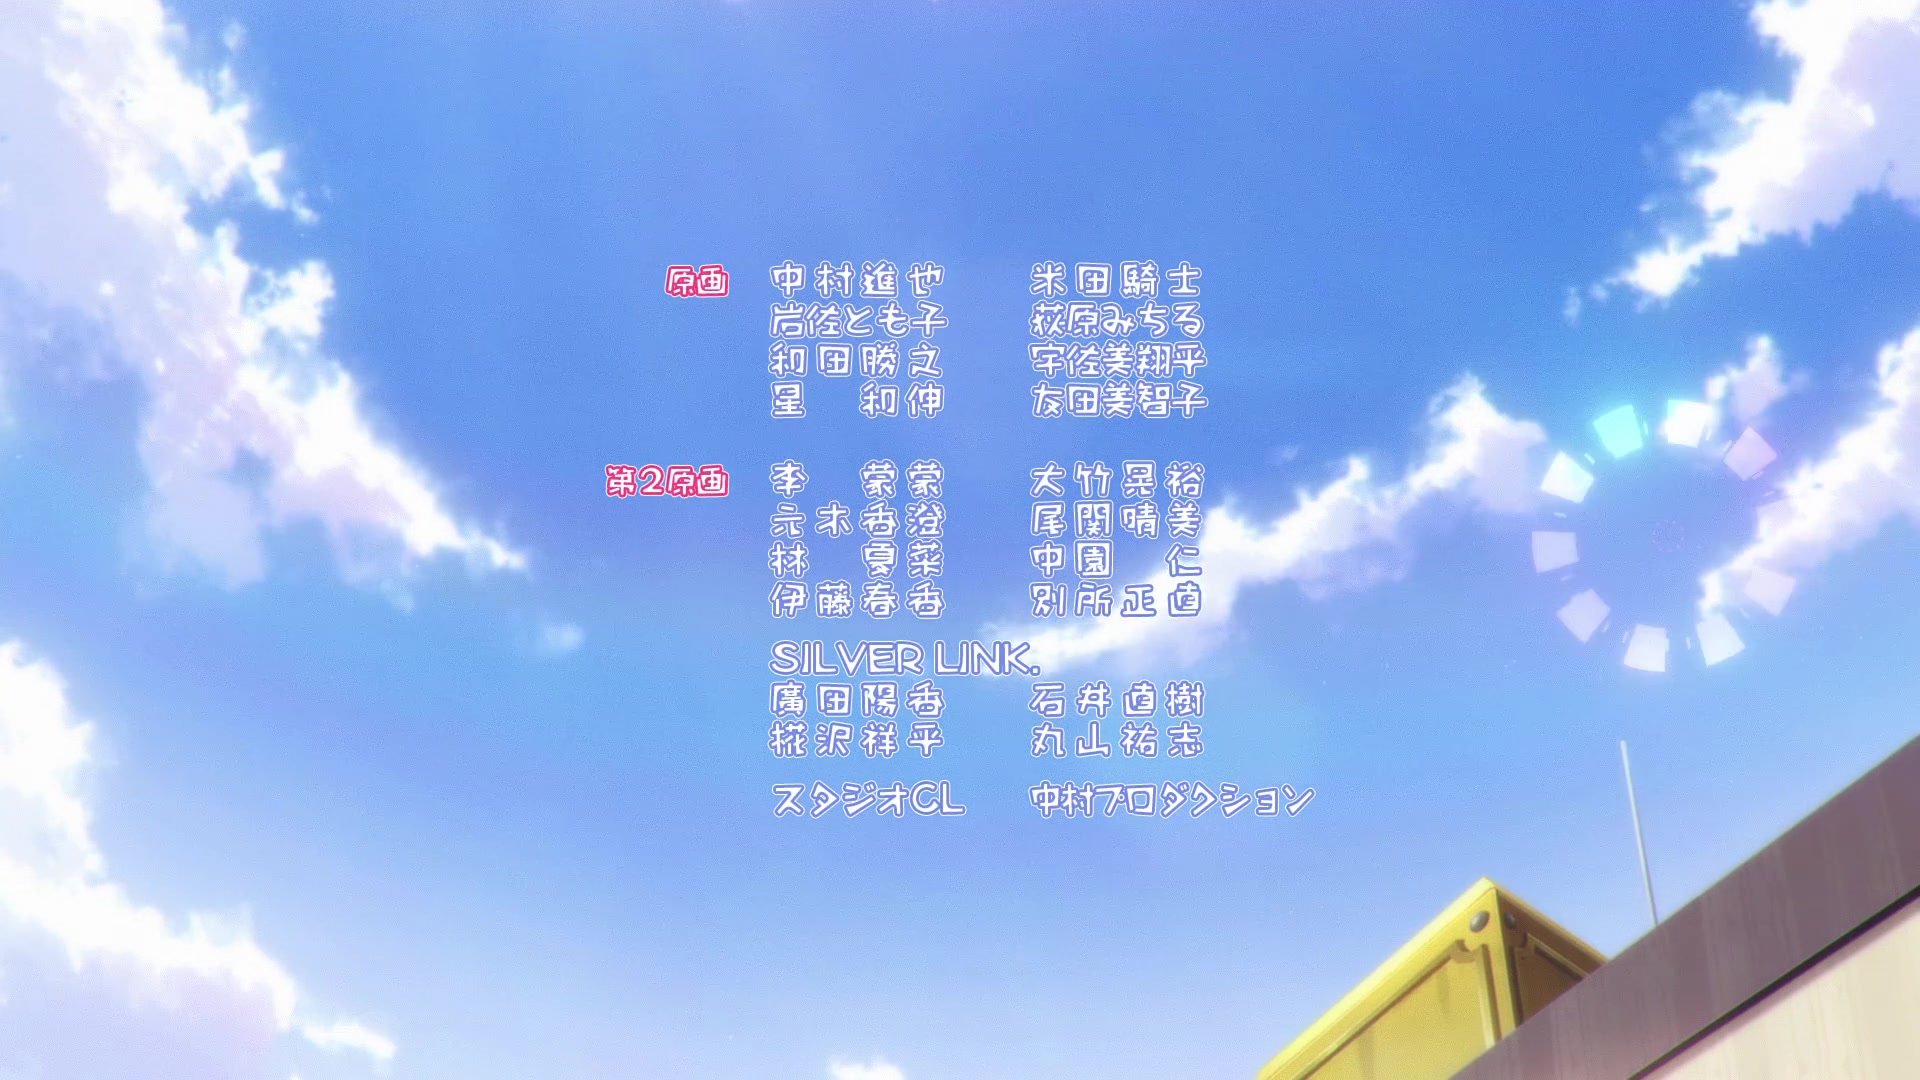 原画 中村進也 米田騎士
岩佐とも子 荻原みちる
和田勝之 宇佐美翔平
星 和伸 友田美智子
第2原画 李 蒙蒙 大竹晃裕
六木香澄 尾関晴美
林 夏菜 中園 仁
伊藤春香 別所正直
SILVER LINK.
廣田陽香 石井直樹
椛沢祥平 丸山祐志
スタジオCL 中村プロダクション